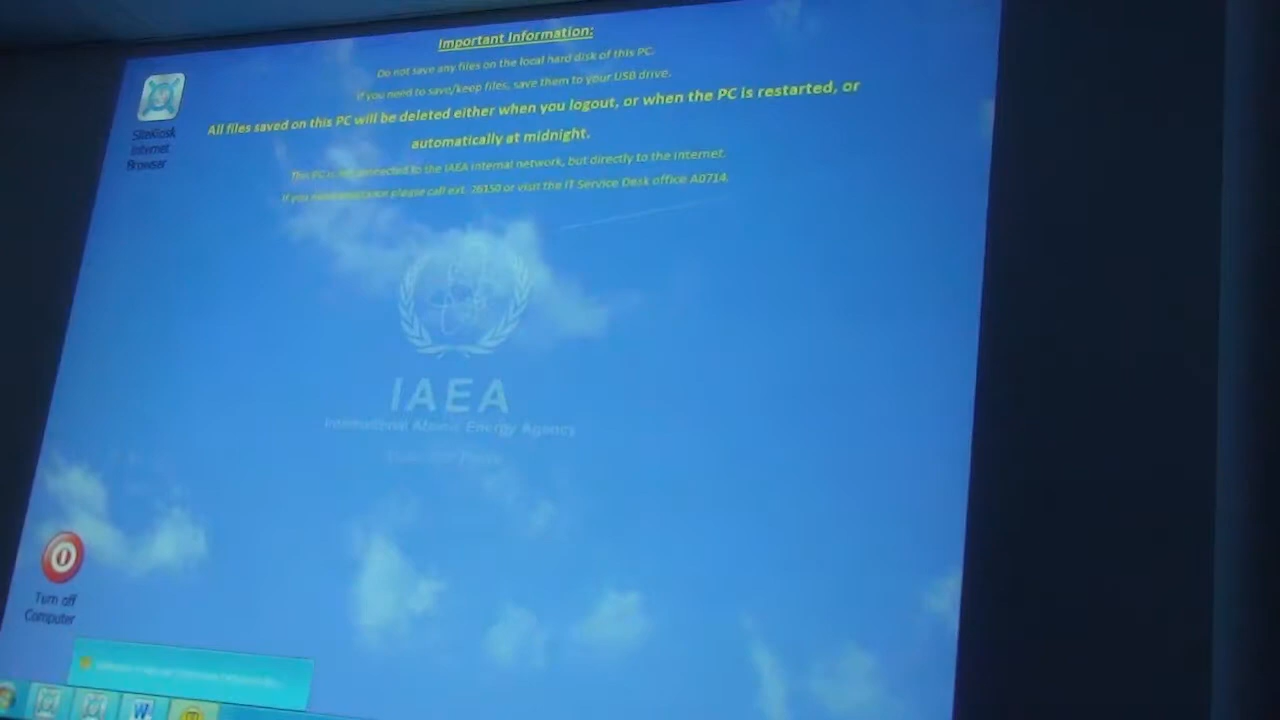 Important Information:
Do not save any files on the local hard disk of this PC.
If you need to save/keep files, save them to your USB drive.
All files saved on this PC will be deleted either when you logout, or when the PC is restarted, or
automatically at midnight.
This PC is not connected to the IAEA internal network, but directly to the internet.
If you need assistance please call ext. 26150 or visit the IT Service Desk office A0714.
SiteKiosk
Internet
Browser
IAEA
International Atomic Energy Agency
Turn off
Computer